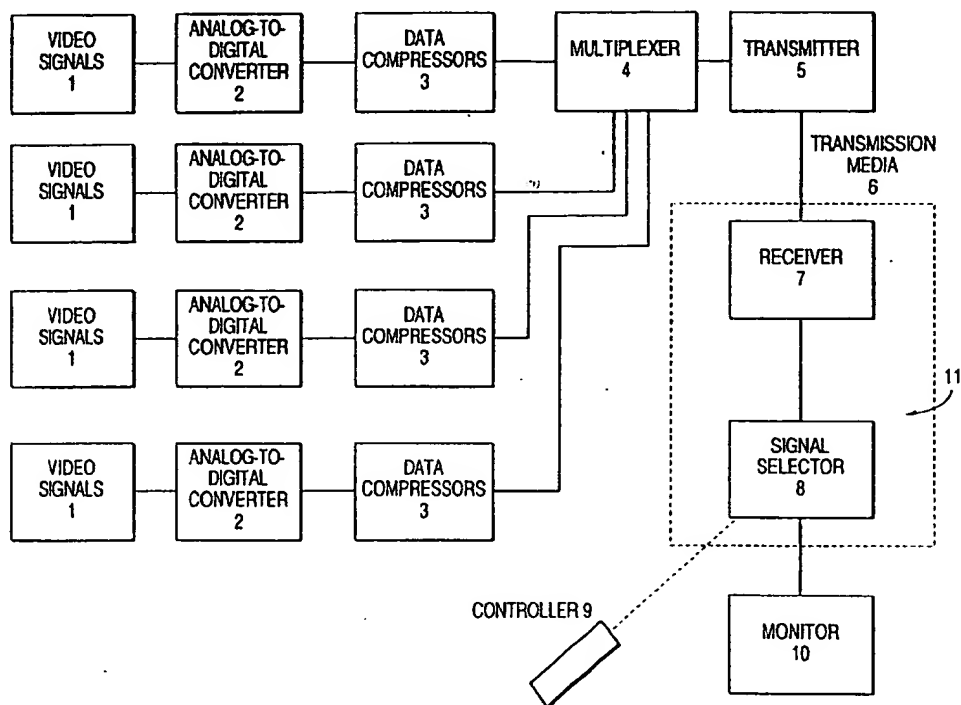 VIDEO
SIGNALS
1
ANALOG-TO-
DIGITAL
CONVERTER
2
DATA
COMPRESSORS
3
MULTIPLEXER
4
TRANSMITTER
5
TRANSMISSION
MEDIA
6
VIDEO
SIGNALS
1
ANALOG-TO-
DIGITAL
CONVERTER
2
DATA
COMPRESSORS
3
RECEIVER
7
VIDEO
SIGNALS
1
ANALOG-TO-
DIGITAL
CONVERTER
2
DATA
COMPRESSORS
3
11
VIDEO
SIGNALS
1
ANALOG-TO-
DIGITAL
CONVERTER
2
DATA
COMPRESSORS
3
SIGNAL
SELECTOR
8
CONTROLLER 9
MONITOR
10